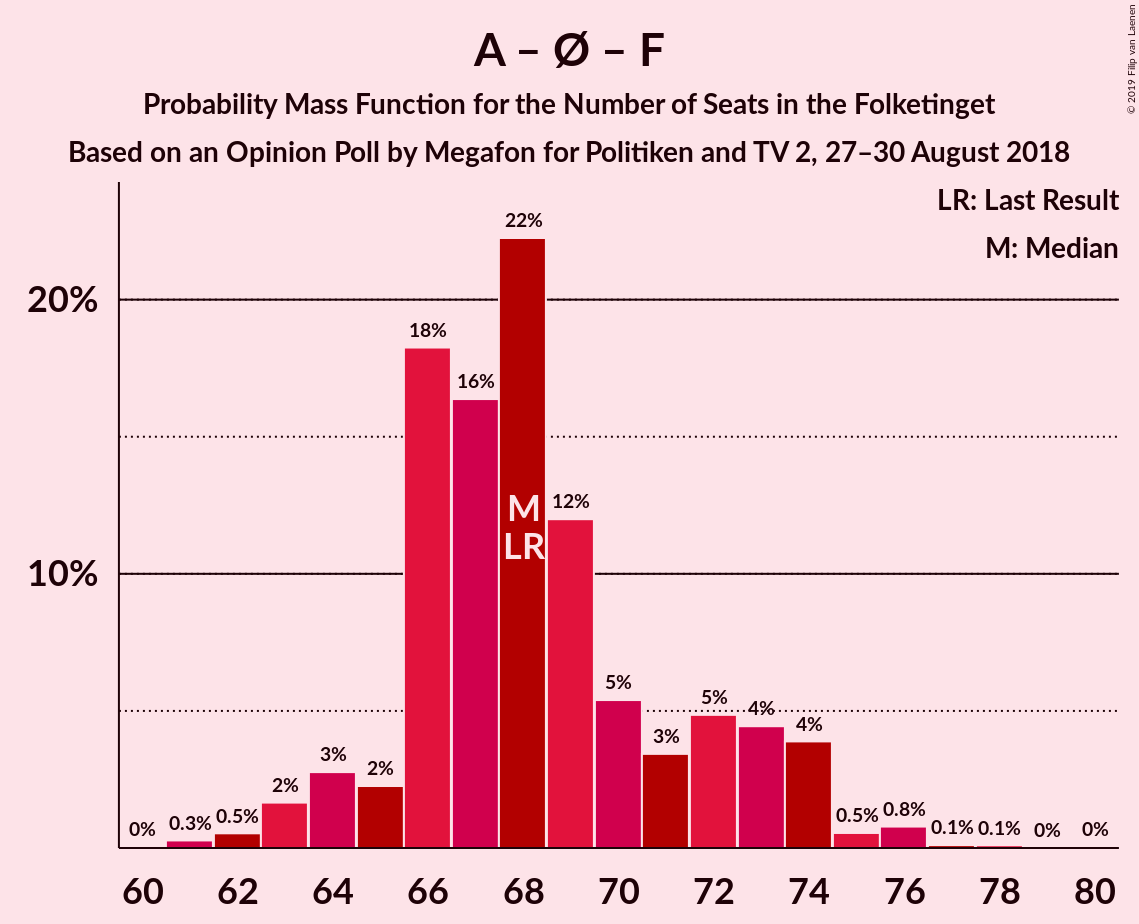 A – Ø – F
Probability Mass Function for the Number of Seats in the Folketinget
Based on an Opinion Poll by Megafon for Politiken and TV 2, 27–30 August 2018
© 2019 Filip van Laenen
LR: Last Result
M: Median
20%
10%
0%
0.3%
0.5%
2%
3%
2%
18%
16%
22%
12%
5%
3%
5%
4%
4%
0.5%
0.8%
0.1%
0.1%
0%
0%
M
LR
60 62 64 66 68 70 72 74 76 78 80